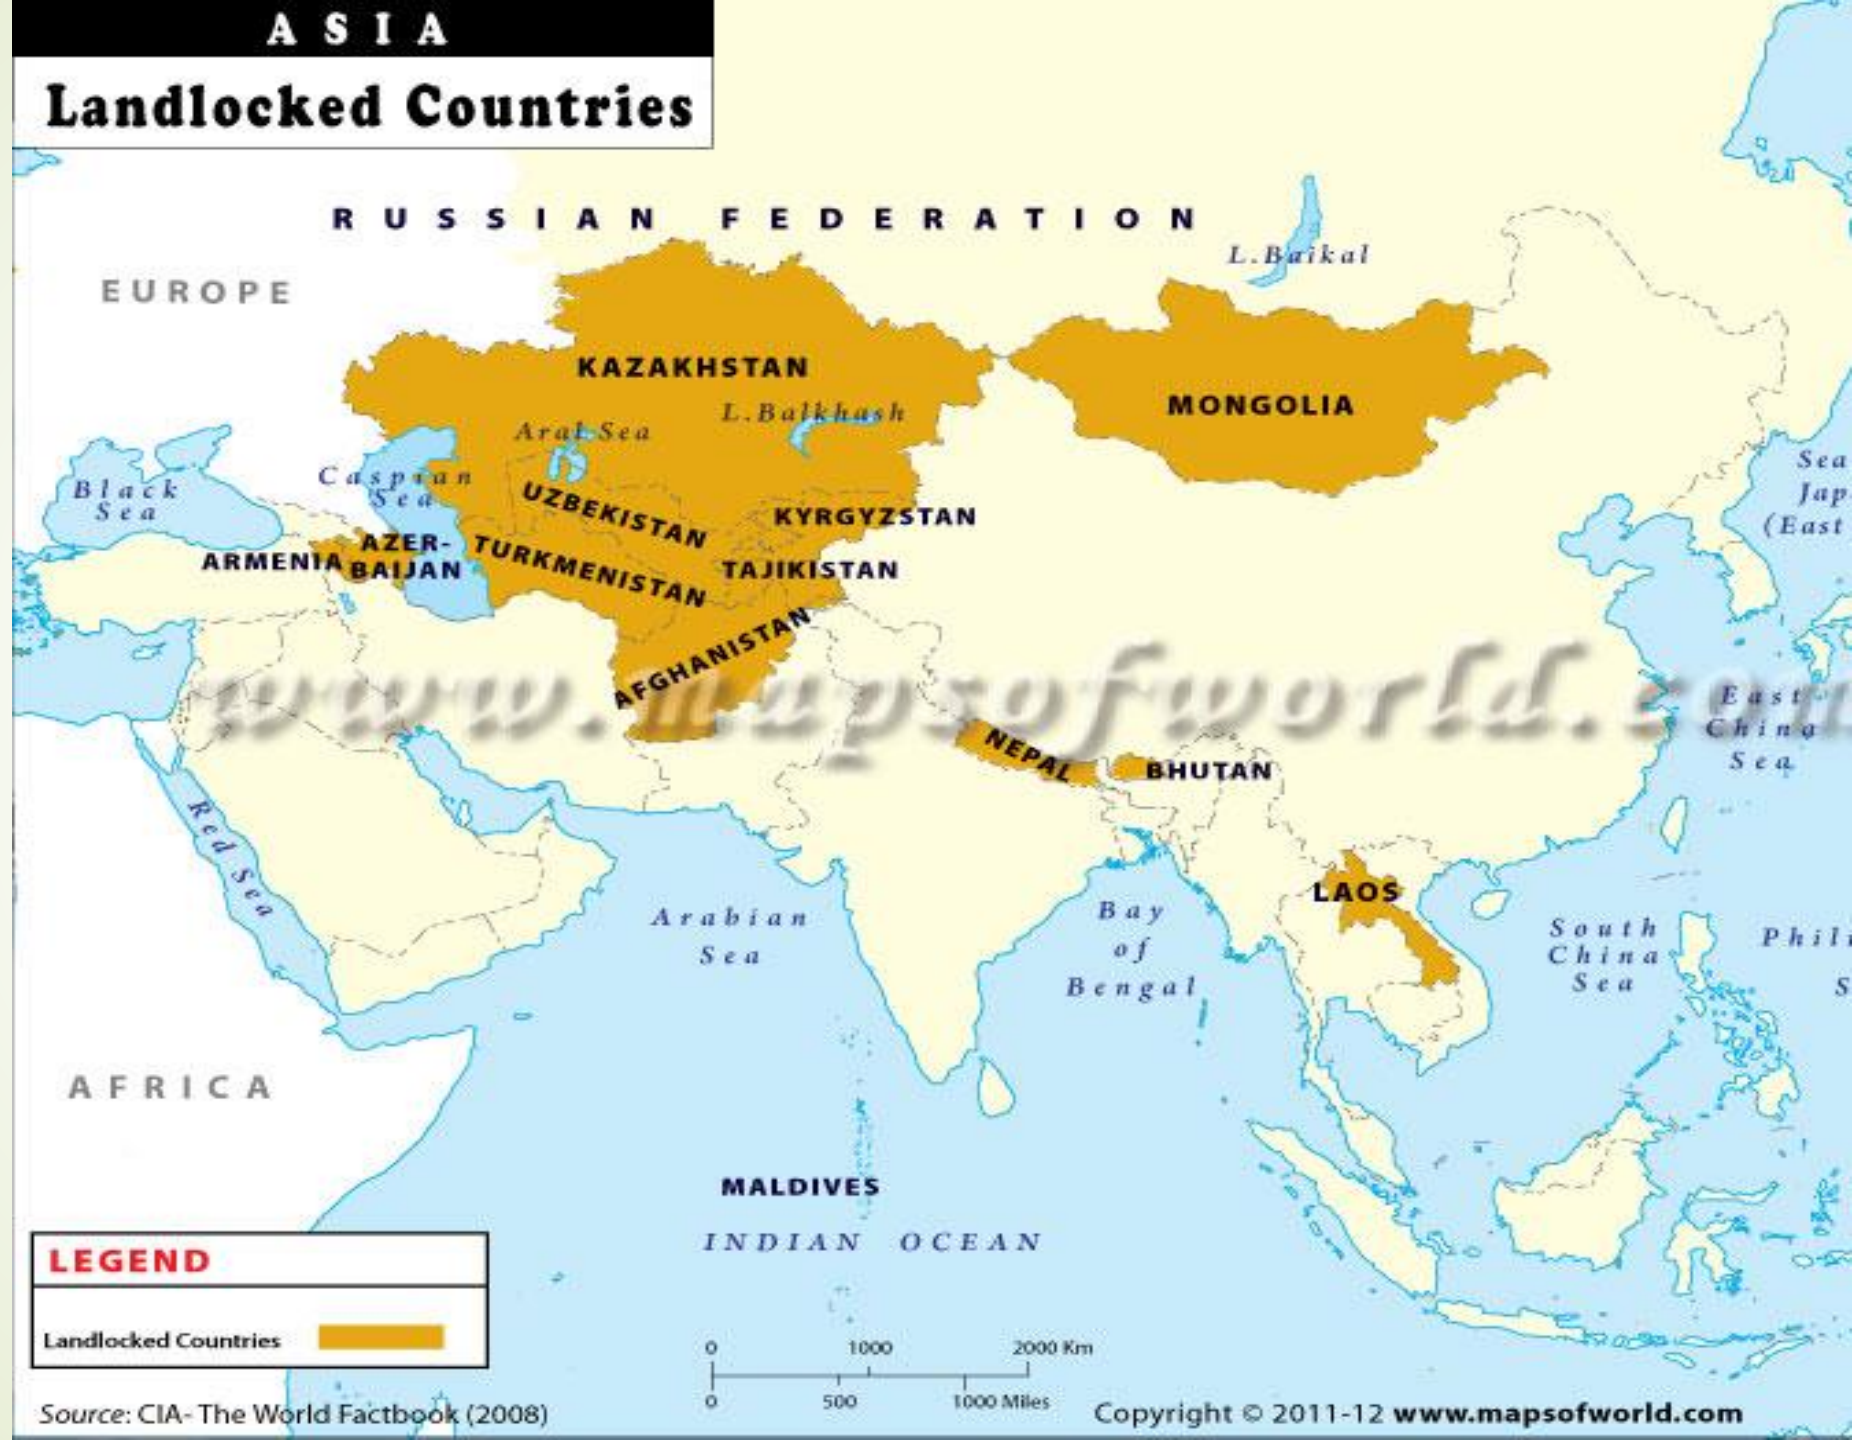 ASIA
Landlocked Countries
RUSSIAN FEDERATION
L.Baikal
EUROPE
KAZAKHSTAN
MONGOLIA
L.Balkhash
Aral Sea
Caspian
Sea
Black
Sea
Sea
Jap
(East
UZBEKISTAN
KYRGYZSTAN
ARMENIA
AZER-
BAIJAN
TURKMENISTAN
TAJIKISTAN
AFGHANISTAN
www.mapsofworld.com
East
China
Sea
NEPAL
BHUTAN
Red Sea
LAOS
Arabian
Sea
Bay
of
Bengal
South
China
Sea
Phili
S
AFRICA
MALDIVES
INDIAN OCEAN
LEGEND
Landlocked Countries
0 1000 2000 Km
0 500 1000 Miles
Source: CIA- The World Factbook (2008)
Copyright © 2011-12 www.mapsofworld.com